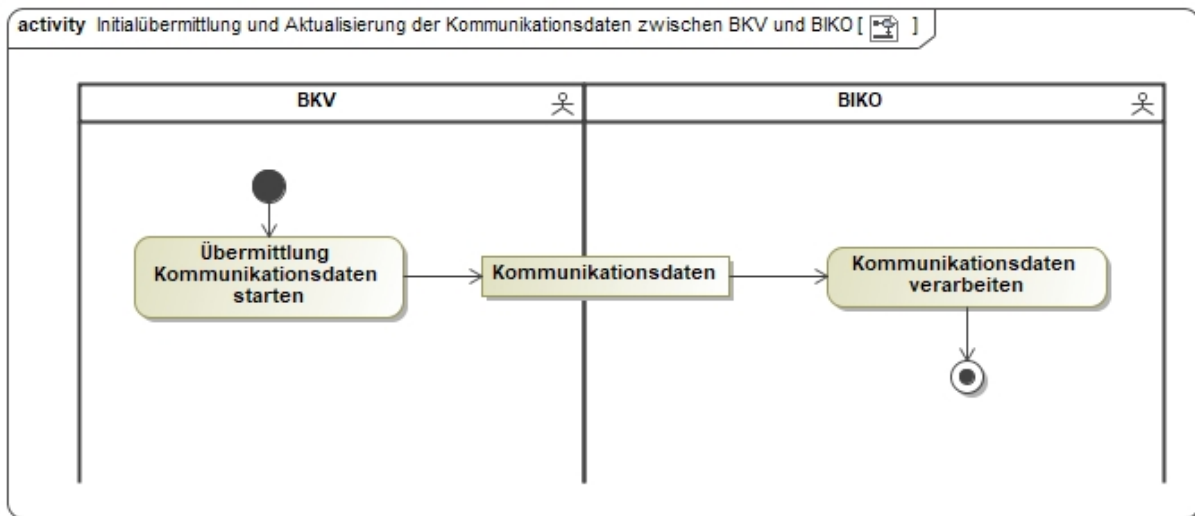 activity Initialübermittlung und Aktualisierung der Kommunikationsdaten zwischen BKV und BIKO [ ]
BKV
BIKO
Übermittlung
Kommunikationsdaten
starten
Kommunikationsdaten
Kommunikationsdaten
verarbeiten